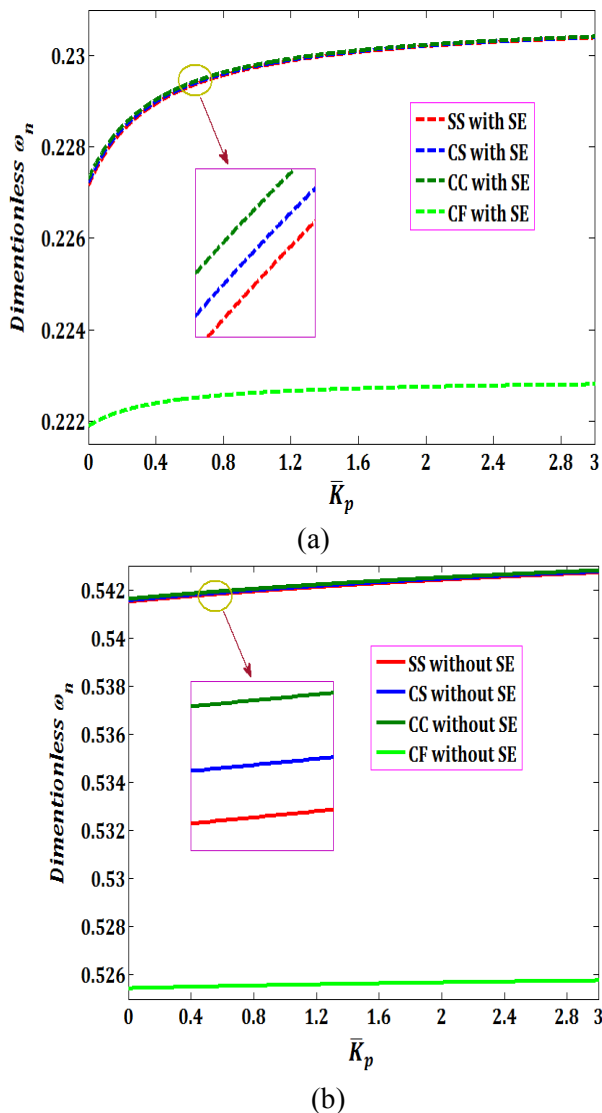 0.23
0.228
0.226
0.224
0.222
Dimentionless ωn
SS with SE
CS with SE
CC with SE
CF with SE
0 0.4 0.8 1.2 1.6 2 2.4 2.8 3
K̅p
(a)
0.542
0.54
0.538
0.536
0.534
0.532
0.53
0.528
0.526
Dimentionless ωn
SS without SE
CS without SE
CC without SE
CF without SE
0 0.4 0.8 1.2 1.6 2 2.4 2.8 3
K̅p
(b)